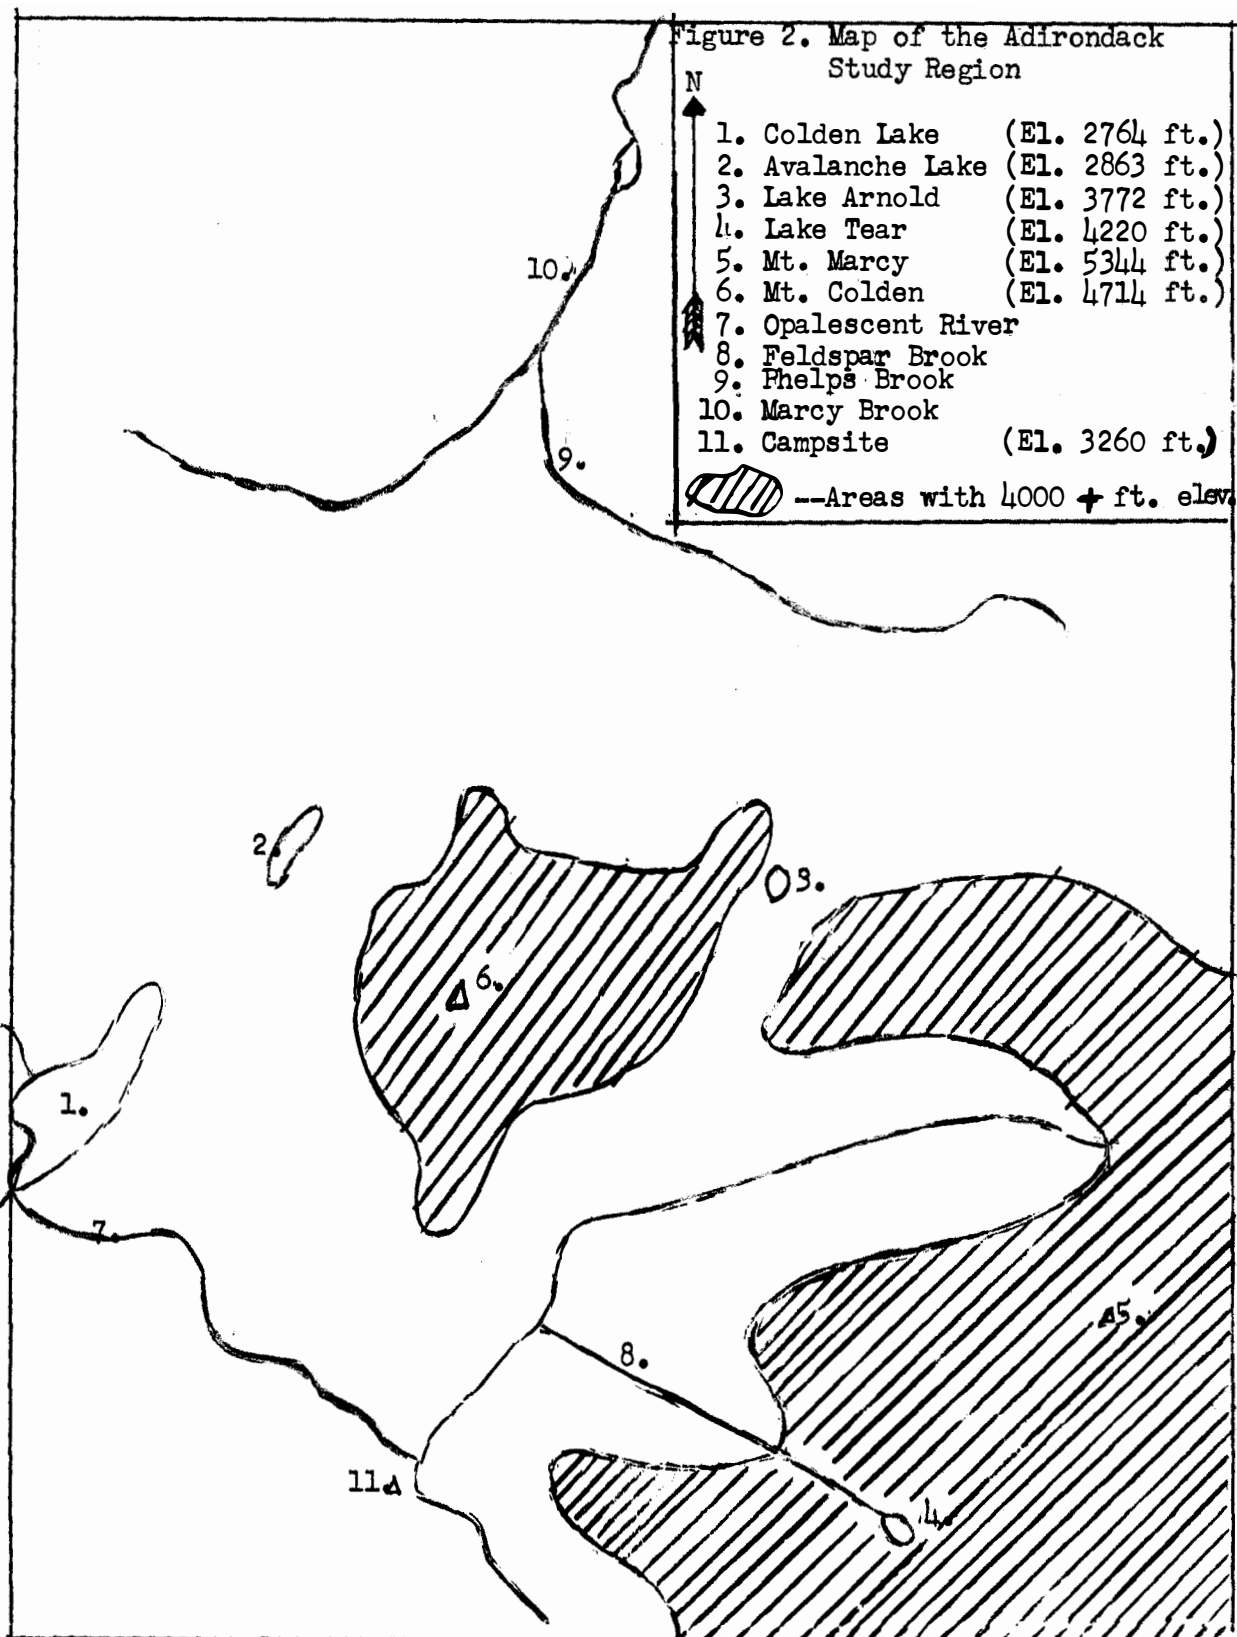 Figure 2. Map of the Adirondack
Study Region
N
1. Colden Lake (El. 2764 ft.)
2. Avalanche Lake (El. 2863 ft.)
3. Lake Arnold (El. 3772 ft.)
4. Lake Tear (El. 4220 ft.)
5. Mt. Marcy (El. 5344 ft.)
6. Mt. Colden (El. 4714 ft.)
7. Opalescent River
8. Feldspar Brook
9. Phelps Brook
10. Marcy Brook
11. Campsite (El. 3260 ft.)
--Areas with 4000 + ft. elev.
10.
9.
2.
3.
6.
1.
7.
5.
8.
11.
4.